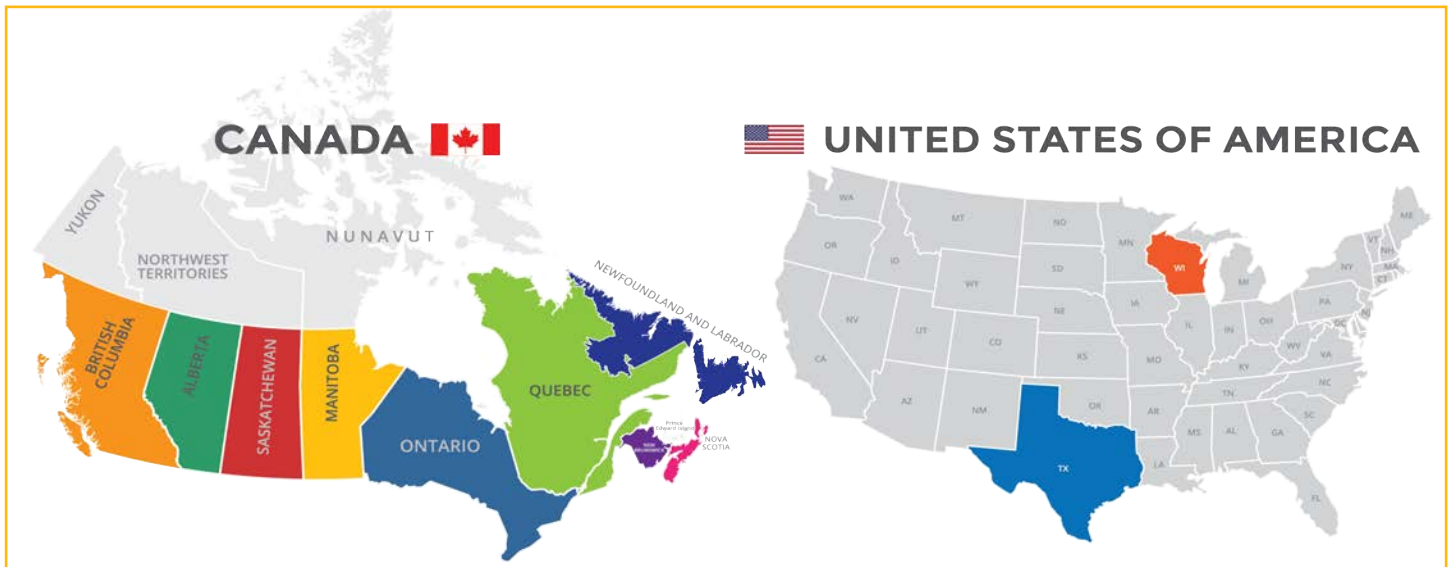 CANADA
UNITED STATES OF AMERICA
YUKON
NORTHWEST
TERRITORIES
NUNAVUT
BRITISH
COLUMBIA
ALBERTA
SASKATCHEWAN
MANITOBA
ONTARIO
QUEBEC
NEWFOUNDLAND AND LABRADOR
Prince
Edward Island
NEW
BRUNSWICK
NOVA
SCOTIA
WA
OR
CA
NV
ID
MT
WY
UT
AZ
CO
NM
ND
SD
NE
KS
OR
TX
MN
IA
MO
AR
LA
WI
IL
MS
MI
IN
KY
TN
AL
OH
WV
VA
NC
SC
GA
FL
PA
NY
VT
NH
ME
MA
CT
NJ